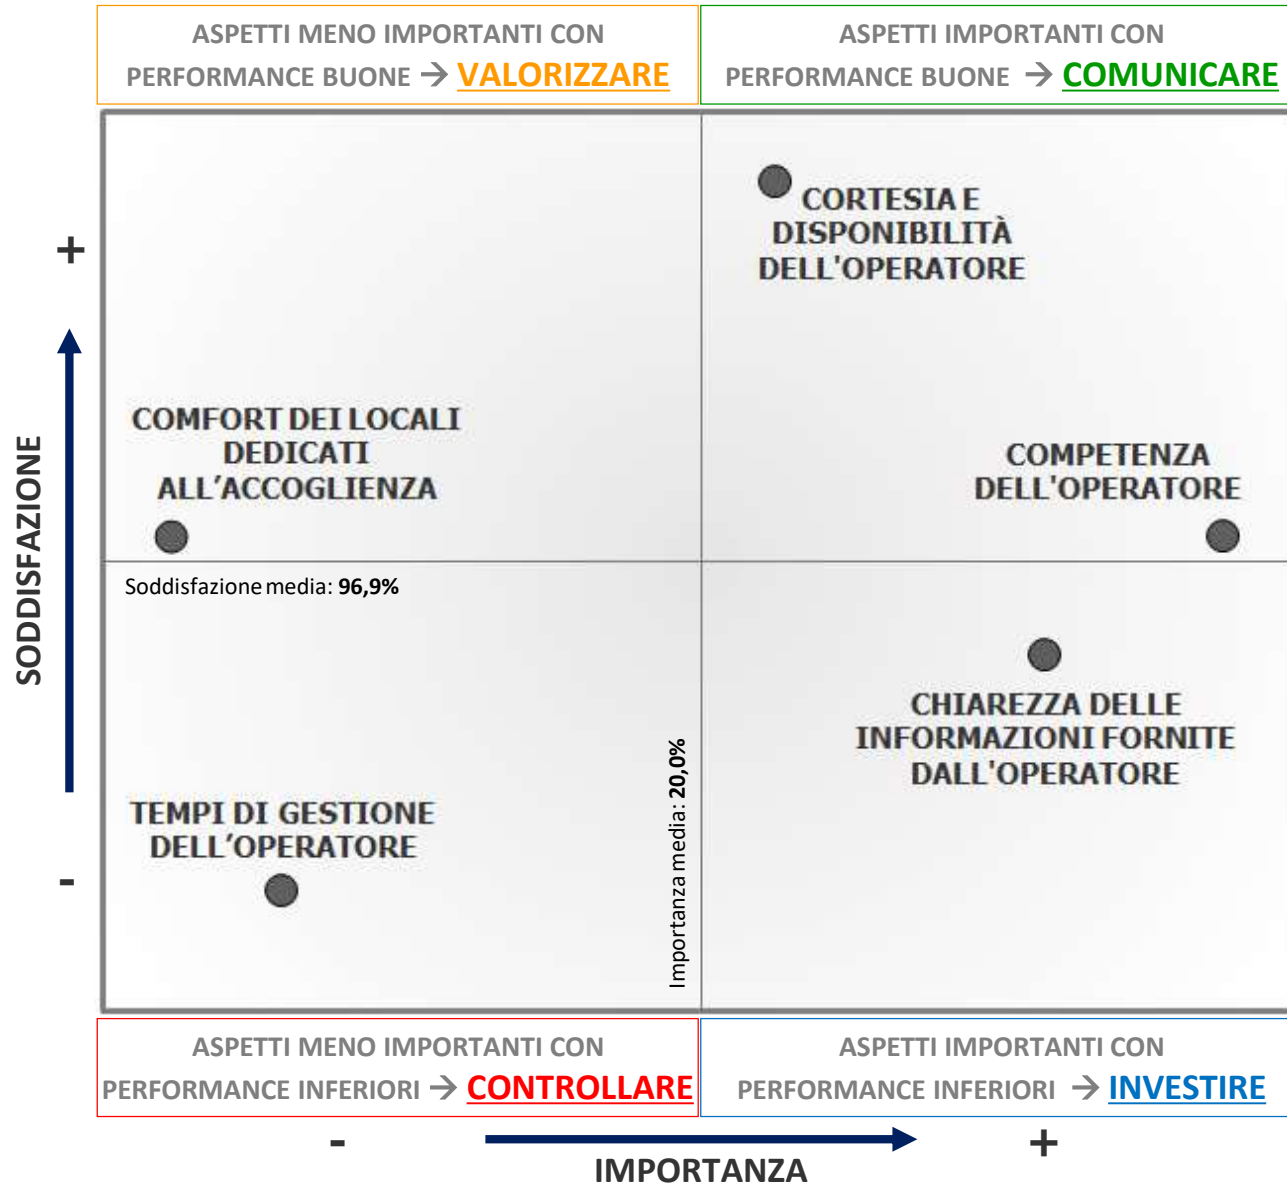 ASPETTI MENO IMPORTANTI CON
PERFORMANCE BUONE → VALORIZZARE
ASPETTI IMPORTANTI CON
PERFORMANCE BUONE → COMUNICARE
+
SODDISFAZIONE
-
CORTESIA E
DISPONIBILITÀ
DELL'OPERATORE
COMFORT DEI LOCALI
DEDICATI
ALL’ACCOGLIENZA
COMPETENZA
DELL'OPERATORE
Soddisfazione media: 96,9%
Importanza media: 20,0%
CHIAREZZA DELLE
INFORMAZIONI FORNITE
DALL'OPERATORE
TEMPI DI GESTIONE
DELL’OPERATORE
ASPETTI MENO IMPORTANTI CON
PERFORMANCE INFERIORI → CONTROLLARE
ASPETTI IMPORTANTI CON
PERFORMANCE INFERIORI → INVESTIRE
-
+
IMPORTANZA